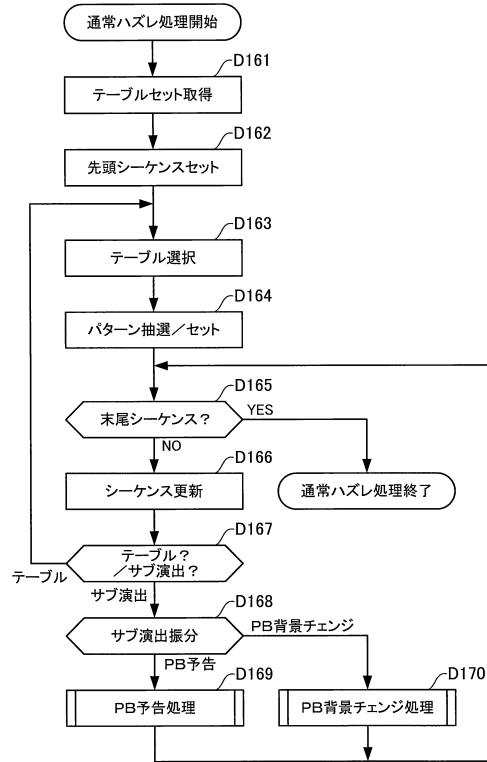 通常ハズレ処理開始
D161
テーブルセット取得
D162
先頭シーケンスセット
D163
テーブル選択
D164
パターン抽選／セット
D165
末尾シーケンス？
YES
NO
D166
シーケンス更新
通常ハズレ処理終了
D167
テーブル？
／サブ演出？
テーブル
サブ演出
D168
サブ演出振分
PB背景チェンジ
PB予告
D169
PB予告処理
D170
PB背景チェンジ処理